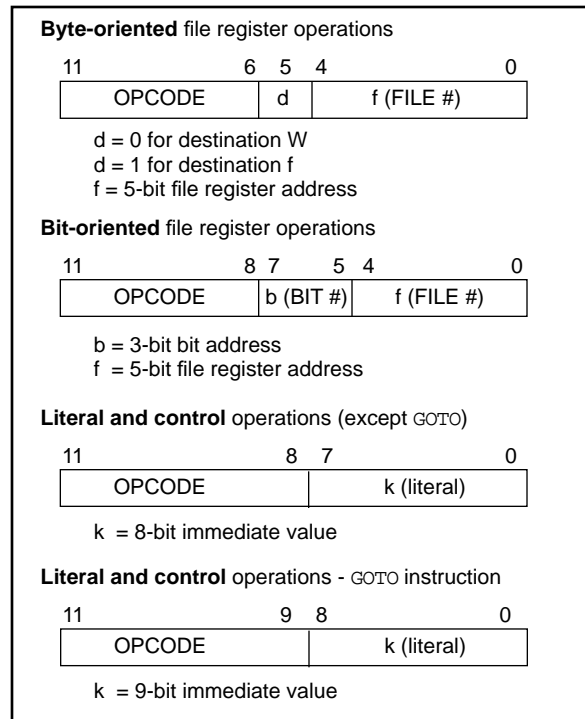 Byte-oriented file register operations
11 6 5 4 0
OPCODE d f (FILE #)
d = 0 for destination W
d = 1 for destination f
f = 5-bit file register address
Bit-oriented file register operations
11 8 7 5 4 0
OPCODE b (BIT #) f (FILE #)
b = 3-bit bit address
f = 5-bit file register address
Literal and control operations (except GOTO)
11 8 7 0
OPCODE k (literal)
k = 8-bit immediate value
Literal and control operations - GOTO instruction
11 9 8 0
OPCODE k (literal)
k = 9-bit immediate value